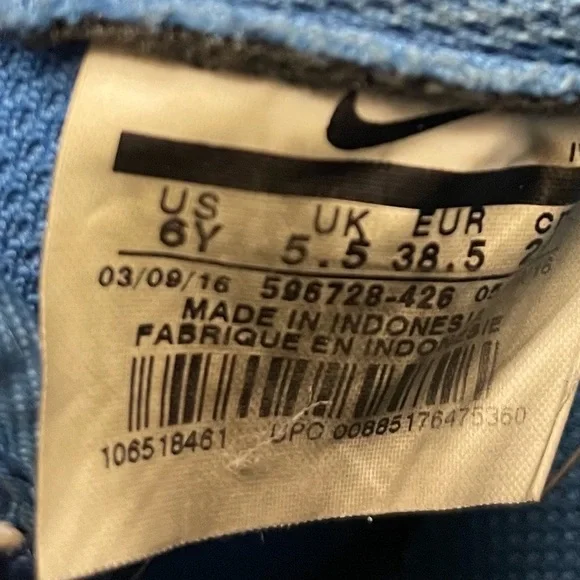 US UK EUR
6Y 5.5 38.5
03/09/16 596728-426
MADE IN INDONESIA
FABRIQUE EN INDONESIE
106518461 UPC 00885176475360